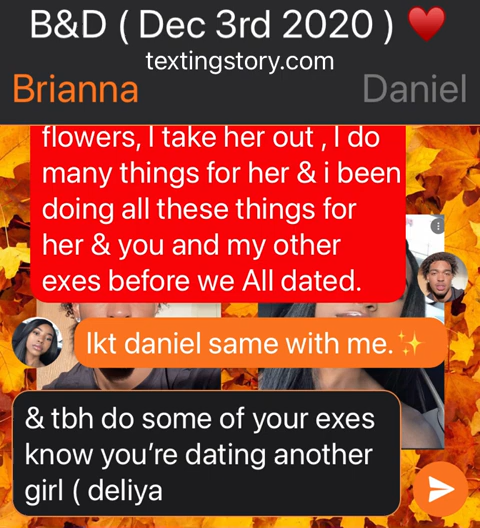 B&D ( Dec 3rd 2020 ) ♥️
textingstory.com
Brianna
Daniel
flowers, I take her out , I do
many things for her & i been
doing all these things for
her & you and my other
exes before we All dated.
Ikt daniel same with me.✨
& tbh do some of your exes
know you’re dating another
girl ( deliya